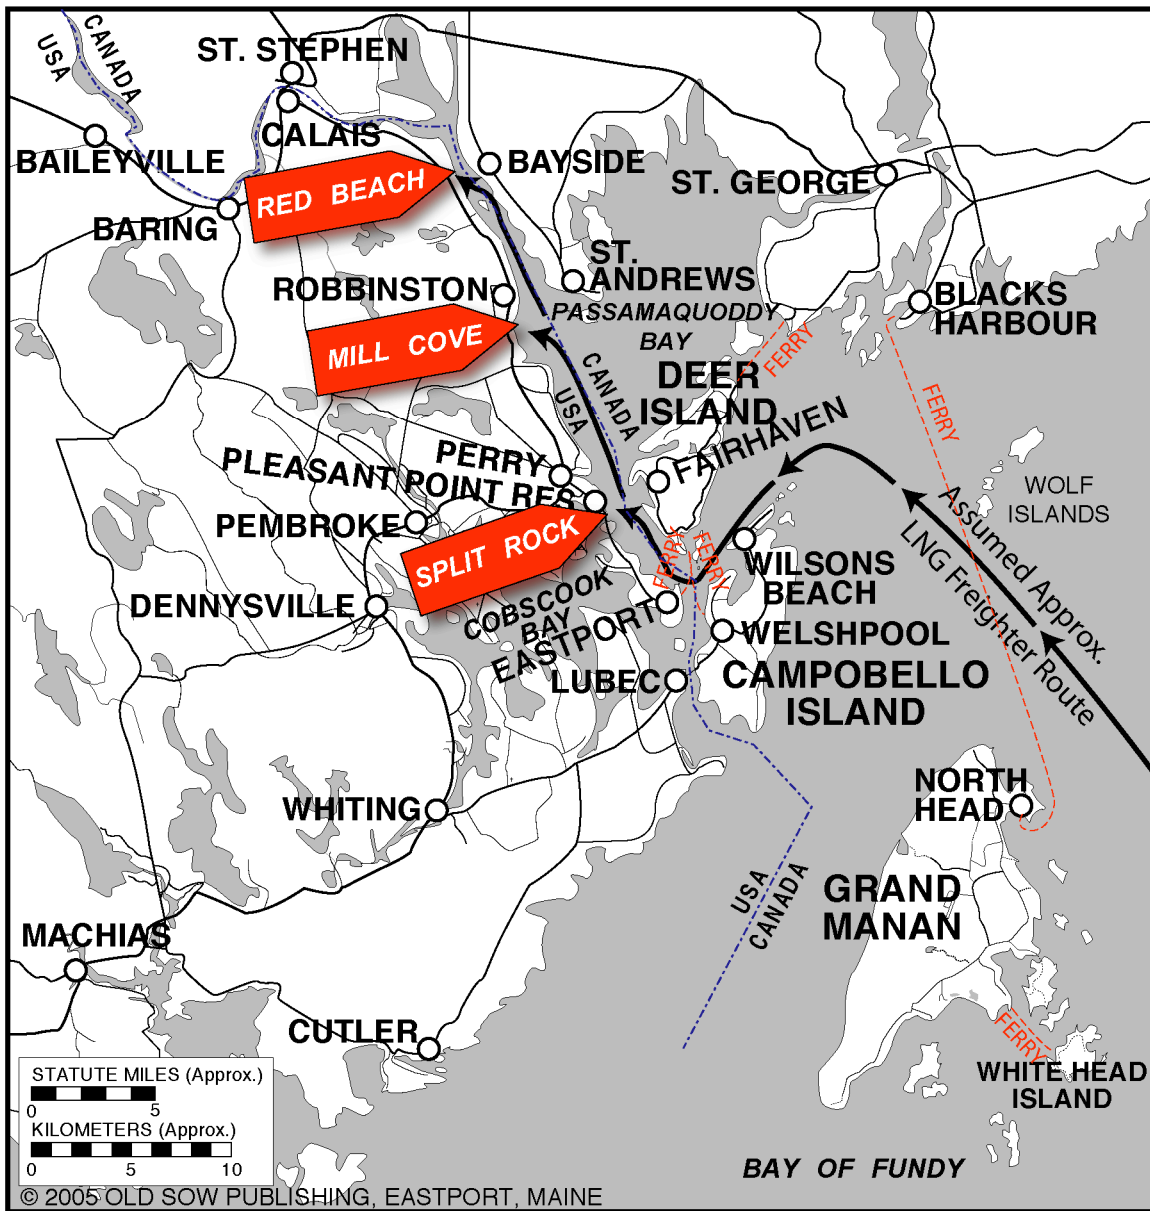 CANADA
USA
ST. STEPHEN
CALAIS
BAILEYVILLE
BAYSIDE
ST. GEORGE
RED BEACH
BARING
ST.
ANDREWS
ROBBINSTON
PASSAMAQUODDY
BAY
BLACKS
HARBOUR
MILL COVE
FERRY
CANADA
USA
DEER
ISLAND
FERRY
FAIRHAVEN
PERRY
PLEASANT POINT RES
WOLF
ISLANDS
PEMBROKE
SPLIT ROCK
Assumed Approx.
LNG Freighter Route
FERRY
FERRY
WILSONS
BEACH
DENNYSVILLE
COBSCOOK
BAY
EASTPORT
WELSHPOOL
LUBEC
CAMPOBELLO
ISLAND
NORTH
HEAD
WHITING
USA
CANADA
GRAND
MANAN
MACHIAS
CUTLER
FERRY
WHITE HEAD
ISLAND
STATUTE MILES (Approx.)
0 5
KILOMETERS (Approx.)
0 5 10
BAY OF FUNDY
© 2005 OLD SOW PUBLISHING, EASTPORT, MAINE